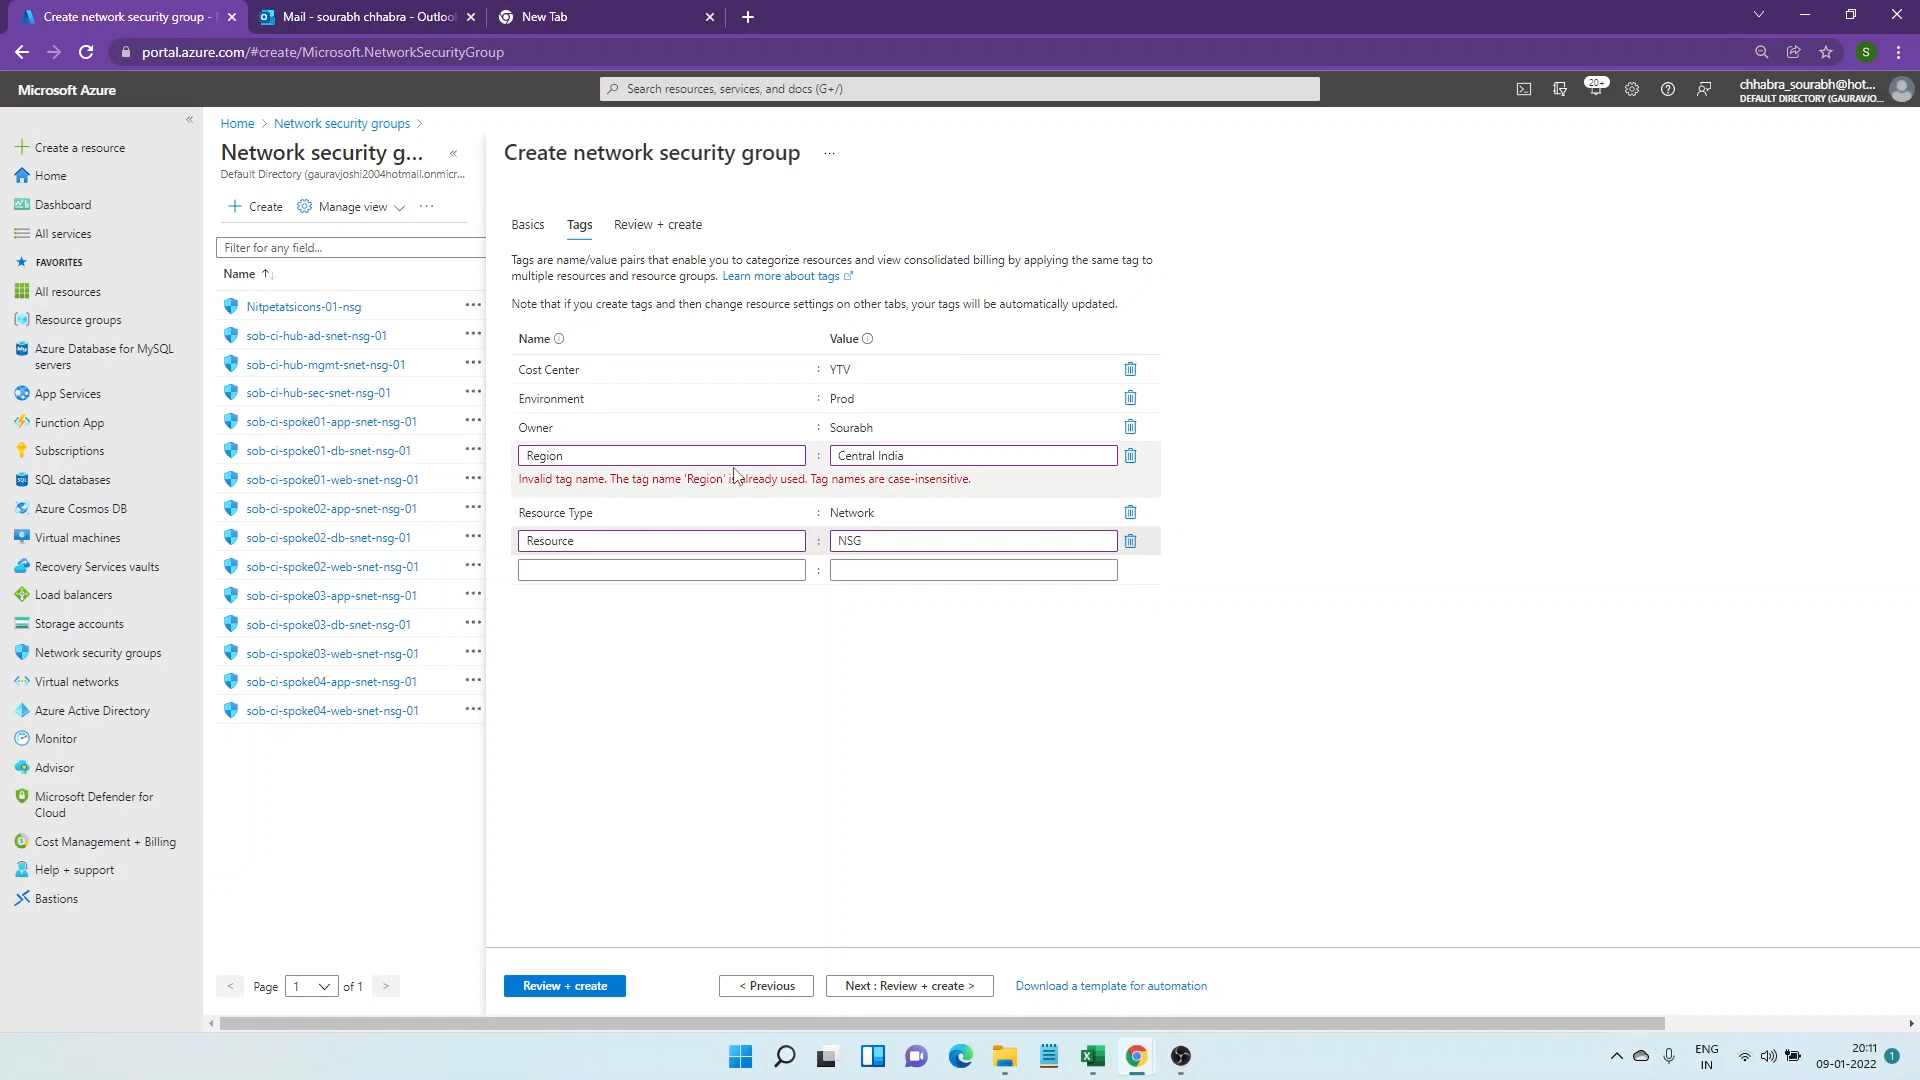 Create network security group -
Mail - sourabh chhabra - Outlook
New Tab
portal.azure.com/#create/Microsoft.NetworkSecurityGroup
S
Microsoft Azure
Search resources, services, and docs (G+/)
20+
chhabra_sourabh@hot...
DEFAULT DIRECTORY (GAURAVJO...
Create a resource
Home
Dashboard
All services
FAVORITES
All resources
Resource groups
Azure Database for MySQL
servers
App Services
Function App
Subscriptions
SQL databases
Azure Cosmos DB
Virtual machines
Recovery Services vaults
Load balancers
Storage accounts
Network security groups
Virtual networks
Azure Active Directory
Monitor
Advisor
Microsoft Defender for
Cloud
Cost Management + Billing
Help + support
Bastions
Home > Network security groups >
Network security g...
Default Directory (gauravjoshi2004hotmail.onmicr...
Create
Manage view
Filter for any field...
Name
Nitpetatsicons-01-nsg
sob-ci-hub-ad-snet-nsg-01
sob-ci-hub-mgmt-snet-nsg-01
sob-ci-hub-sec-snet-nsg-01
sob-ci-spoke01-app-snet-nsg-01
sob-ci-spoke01-db-snet-nsg-01
sob-ci-spoke01-web-snet-nsg-01
sob-ci-spoke02-app-snet-nsg-01
sob-ci-spoke02-db-snet-nsg-01
sob-ci-spoke02-web-snet-nsg-01
sob-ci-spoke03-app-snet-nsg-01
sob-ci-spoke03-db-snet-nsg-01
sob-ci-spoke03-web-snet-nsg-01
sob-ci-spoke04-app-snet-nsg-01
sob-ci-spoke04-web-snet-nsg-01
< Page 1 of 1 >
Create network security group ...
Basics Tags Review + create
Tags are name/value pairs that enable you to categorize resources and view consolidated billing by applying the same tag to
multiple resources and resource groups. Learn more about tags
Note that if you create tags and then change resource settings on other tabs, your tags will be automatically updated.
Name Value
Cost Center : YTV
Environment : Prod
Owner : Sourabh
Region : Central India
Invalid tag name. The tag name 'Region' is already used. Tag names are case-insensitive.
Resource Type : Network
Resource : NSG
:
Review + create
< Previous
Next : Review + create >
Download a template for automation
ENG
IN
20:11
09-01-2022
1